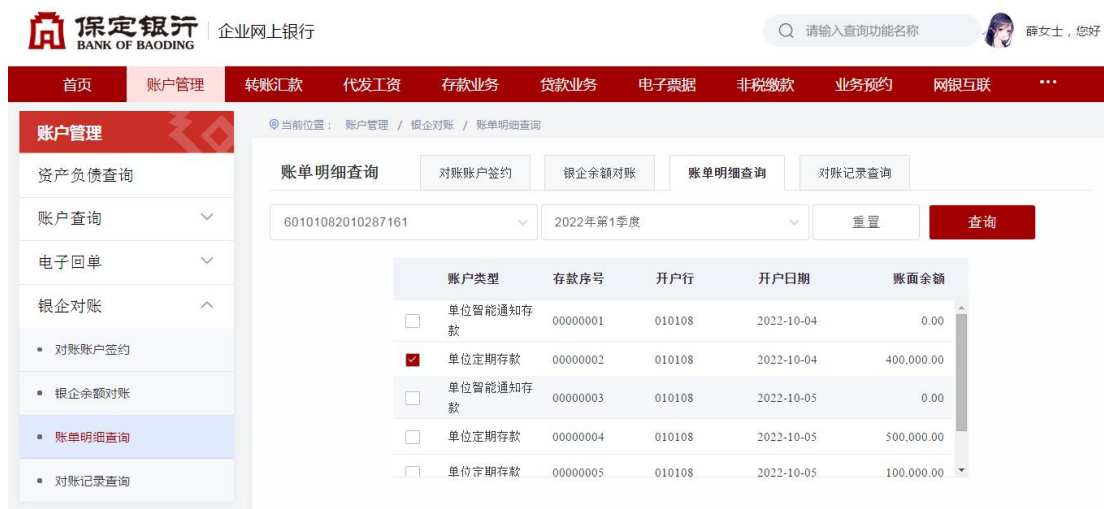 保定银行
BANK OF BAODING
企业网上银行
请输入查询功能名称
薛女士，您好
首页 账户管理 转账汇款 代发工资 存款业务 贷款业务 电子票据 非税缴款 业务预约 网银互联 ···
账户管理
资产负债查询
账户查询
电子回单
银企对账
对账账户签约
银企余额对账
账单明细查询
对账记录查询
当前位置： 账户管理 / 银企对账 / 账单明细查询
账单明细查询 对账账户签约 银企余额对账 账单明细查询 对账记录查询
60101082010287161 2022年第1季度 重置 查询
账户类型 存款序号 开户行 开户日期 账面余额
单位智能通知存款 00000001 010108 2022-10-04 0.00
单位定期存款 00000002 010108 2022-10-04 400,000.00
单位智能通知存款 00000003 010108 2022-10-05 0.00
单位定期存款 00000004 010108 2022-10-05 500,000.00
单位定期存款 00000005 010108 2022-10-05 100,000.00